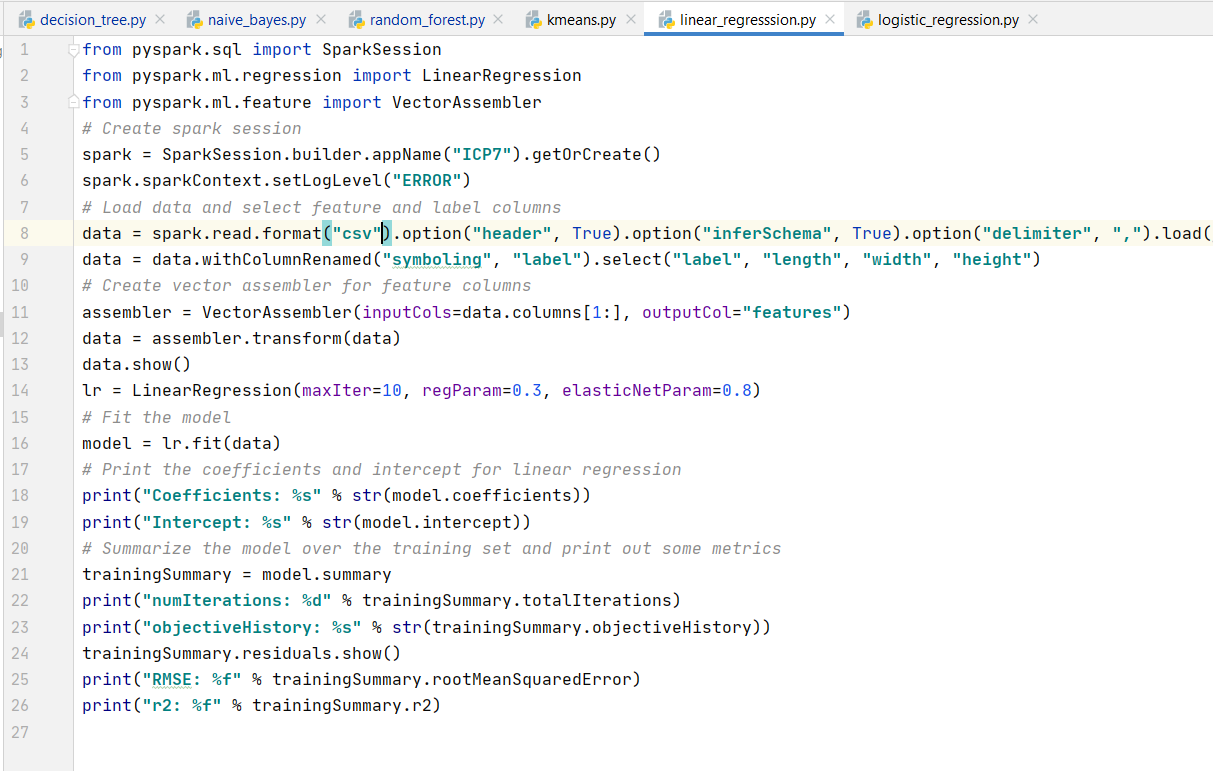 decision_tree.py naive_bayes.py random_forest.py kmeans.py linear_regresssion.py logistic_regression.py
1 from pyspark.sql import SparkSession
2 from pyspark.ml.regression import LinearRegression
3 from pyspark.ml.feature import VectorAssembler
4 # Create spark session
5 spark = SparkSession.builder.appName("ICP7").getOrCreate()
6 spark.sparkContext.setLogLevel("ERROR")
7 # Load data and select feature and label columns
8 data = spark.read.format("csv").option("header", True).option("inferSchema", True).option("delimiter", ",").load(
9 data = data.withColumnRenamed("symboling", "label").select("label", "length", "width", "height")
10 # Create vector assembler for feature columns
11 assembler = VectorAssembler(inputCols=data.columns[1:], outputCol="features")
12 data = assembler.transform(data)
13 data.show()
14 lr = LinearRegression(maxIter=10, regParam=0.3, elasticNetParam=0.8)
15 # Fit the model
16 model = lr.fit(data)
17 # Print the coefficients and intercept for linear regression
18 print("Coefficients: %s" % str(model.coefficients))
19 print("Intercept: %s" % str(model.intercept))
20 # Summarize the model over the training set and print out some metrics
21 trainingSummary = model.summary
22 print("numIterations: %d" % trainingSummary.totalIterations)
23 print("objectiveHistory: %s" % str(trainingSummary.objectiveHistory))
24 trainingSummary.residuals.show()
25 print("RMSE: %f" % trainingSummary.rootMeanSquaredError)
26 print("r2: %f" % trainingSummary.r2)
27